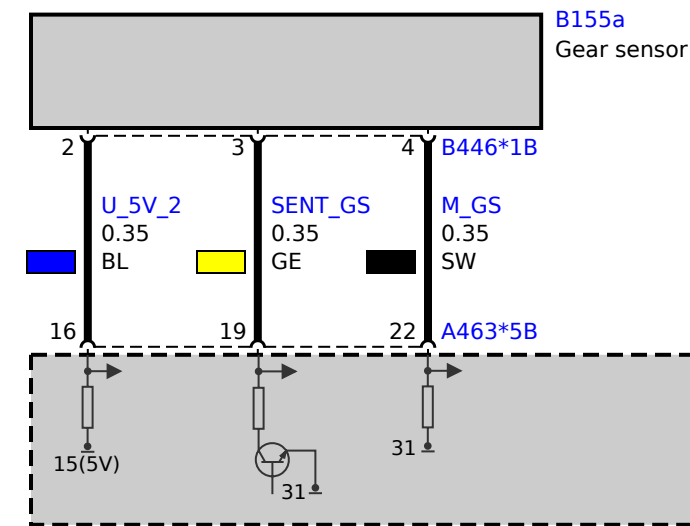 B155a
Gear sensor
2
3
4
B446*1B
U_5V_2
0.35
BL
SENT_GS
0.35
GE
M_GS
0.35
SW
16
19
22
A463*5B
15(5V)
31
31